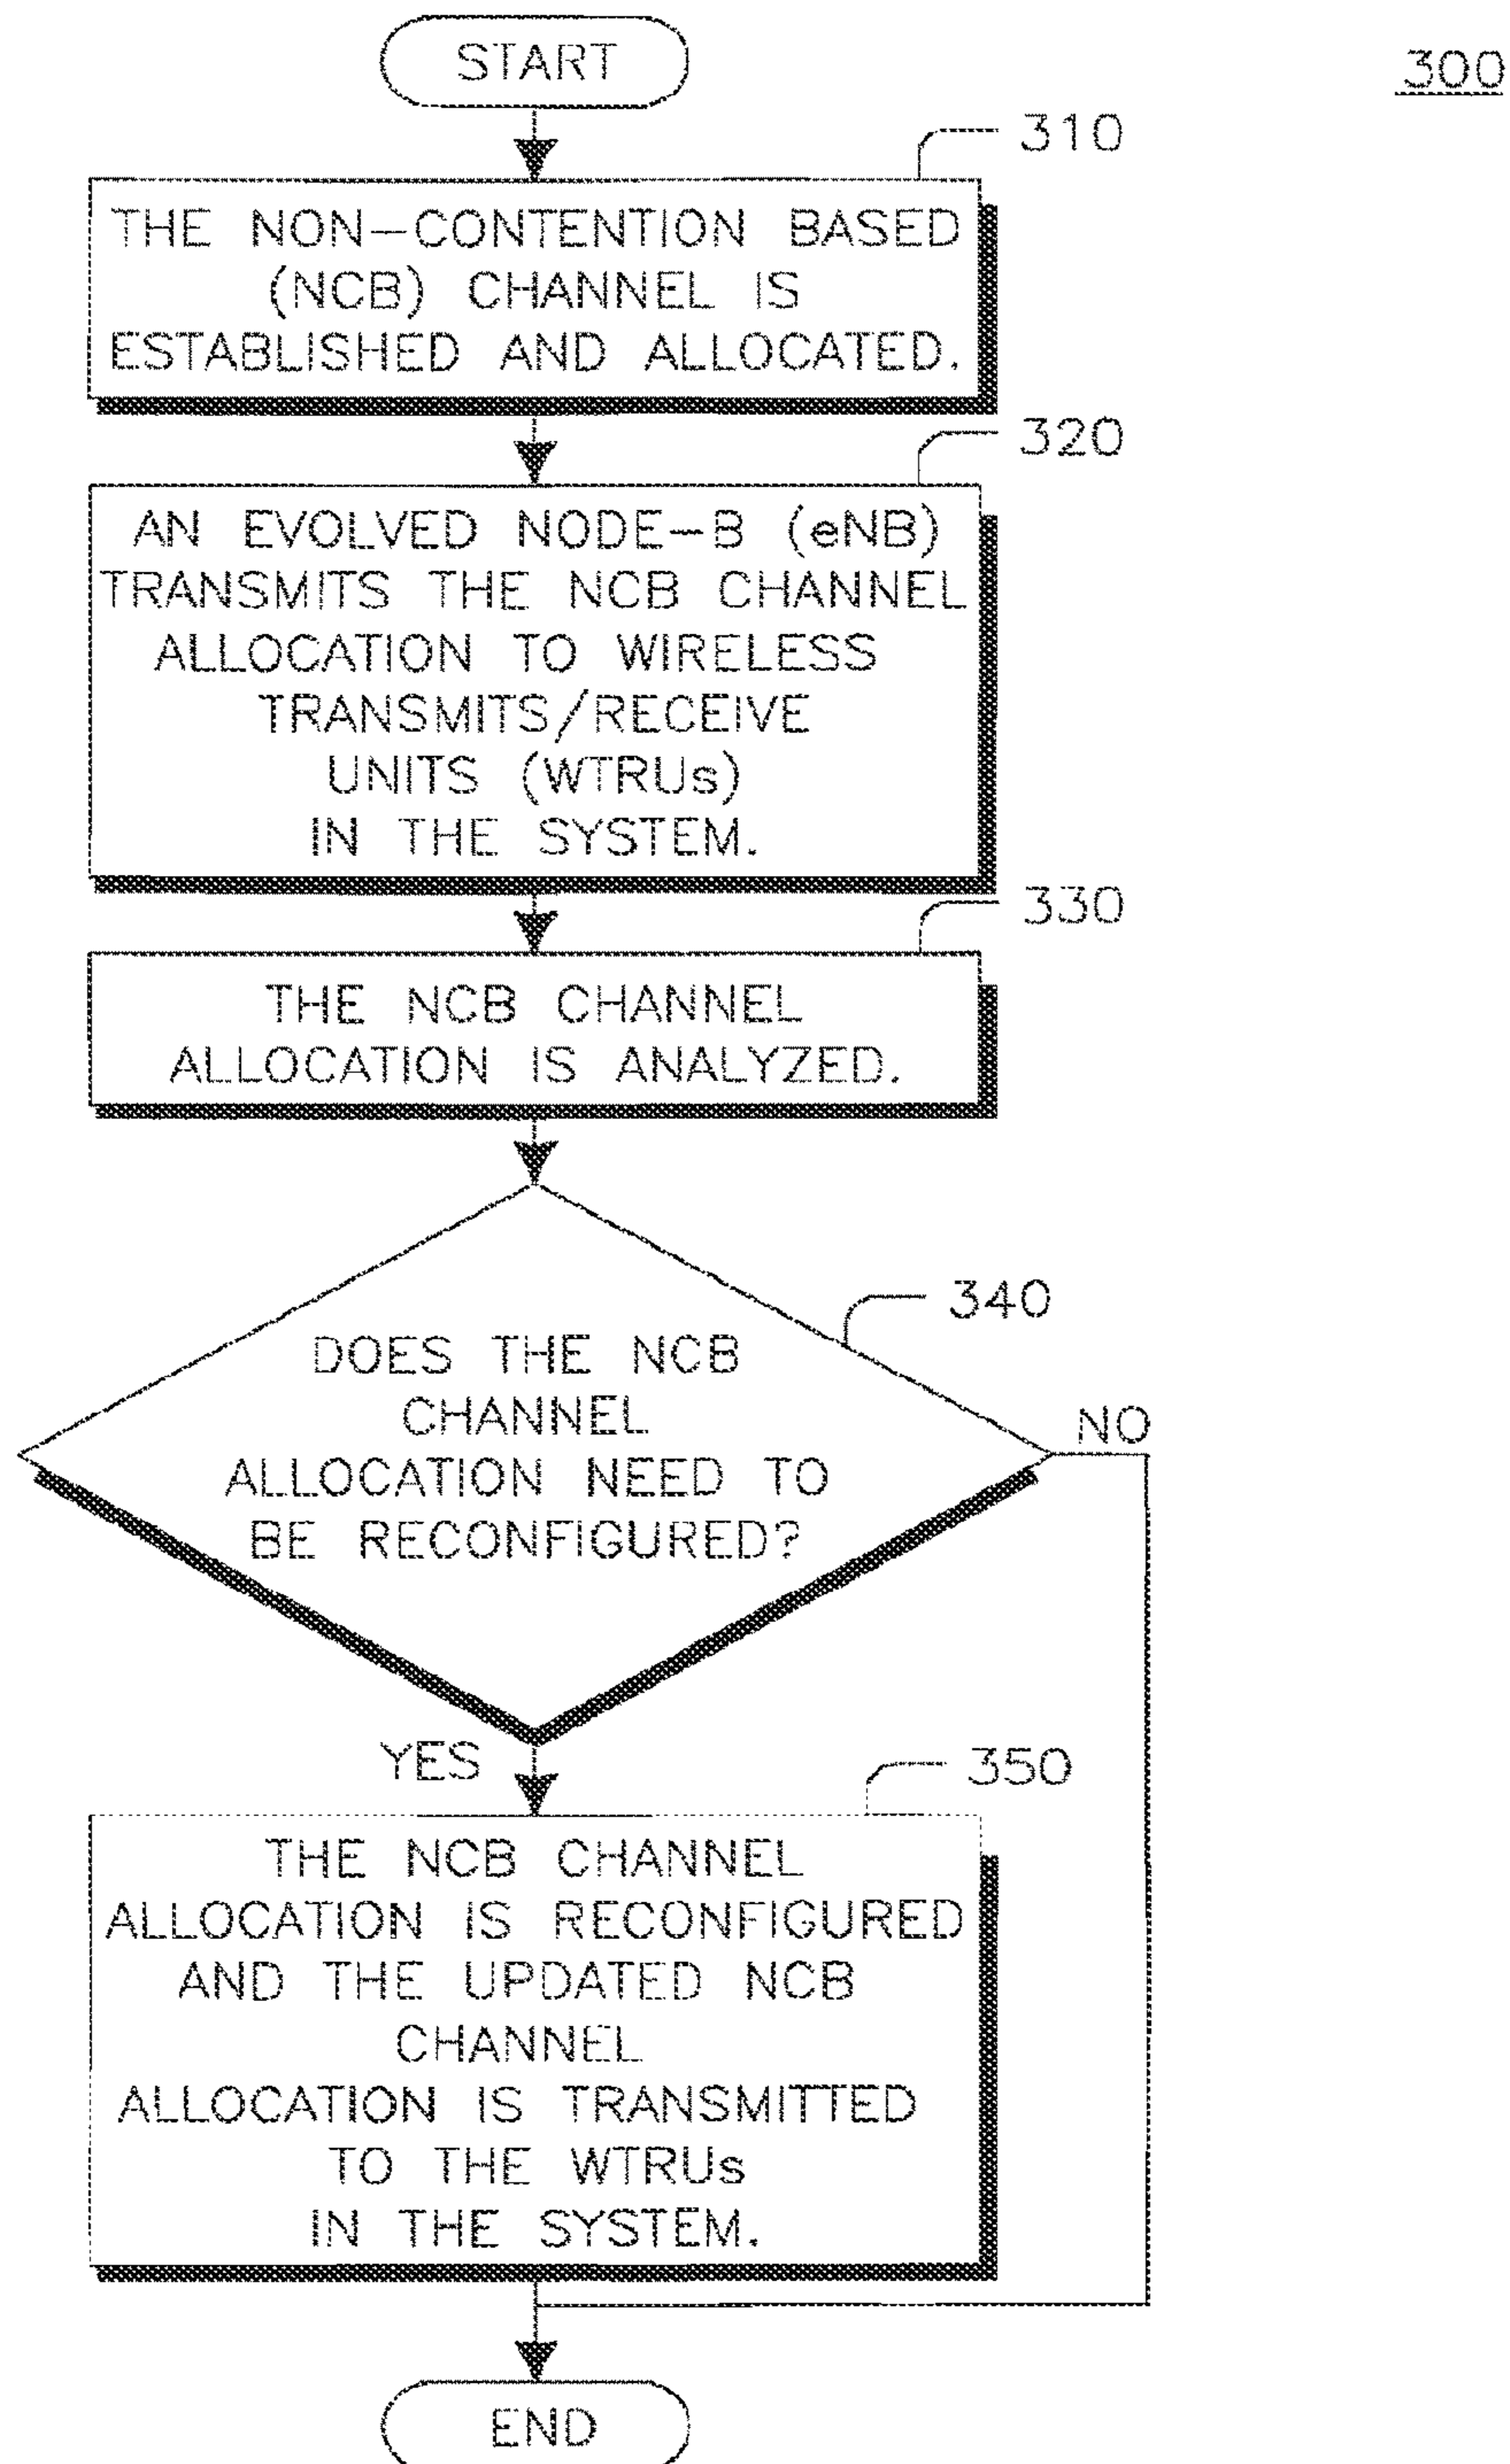 START
300
310
THE NON-CONTENTION BASED
(NCB) CHANNEL IS
ESTABLISHED AND ALLOCATED.
320
AN EVOLVED NODE-B (eNB)
TRANSMITS THE NCB CHANNEL
ALLOCATION TO WIRELESS
TRANSMITS/RECEIVE
UNITS (WTRUs)
IN THE SYSTEM.
330
THE NCB CHANNEL
ALLOCATION IS ANALYZED.
340
DOES THE NCB
CHANNEL
ALLOCATION NEED TO
BE RECONFIGURED?
NO
YES
350
THE NCB CHANNEL
ALLOCATION IS RECONFIGURED
AND THE UPDATED NCB
CHANNEL
ALLOCATION IS TRANSMITTED
TO THE WTRUs
IN THE SYSTEM.
END